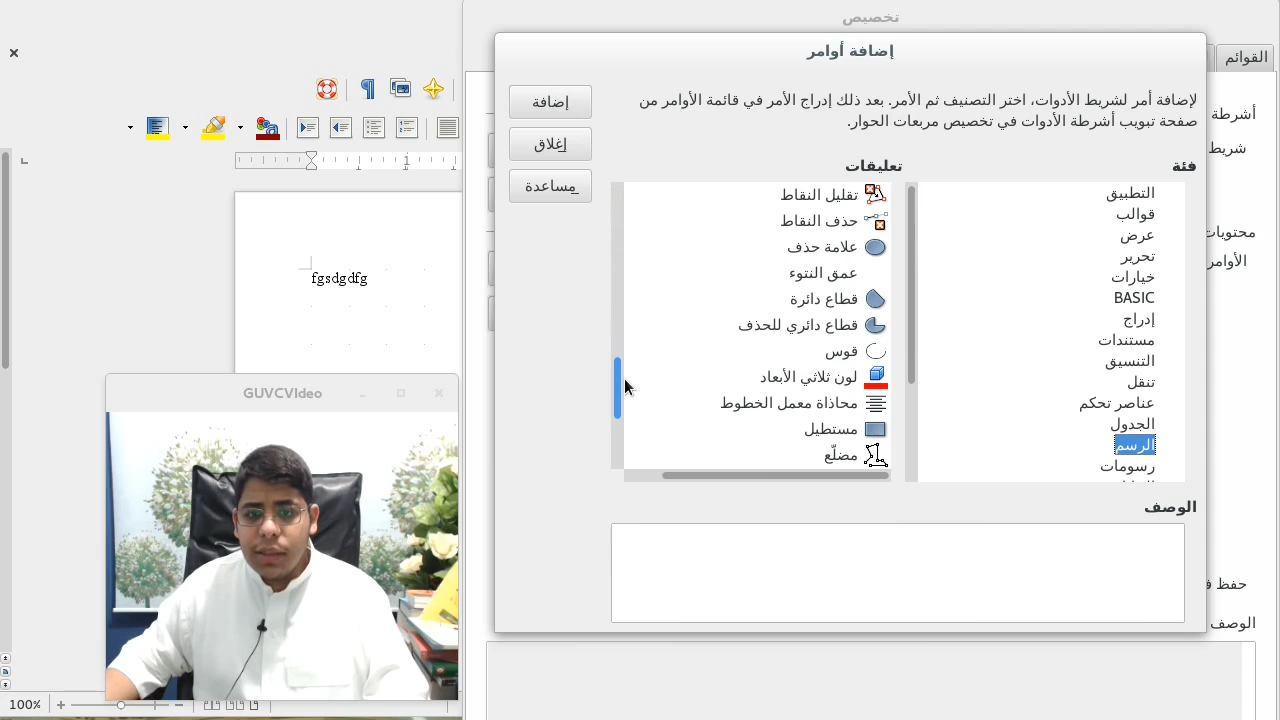 تخصيص
القوائم
إضافة أوامر
لإضافة أمر لشريط الأدوات، اختر التصنيف ثم الأمر. بعد ذلك إدراج الأمر في قائمة الأوامر من
صفحة تبويب أشرطة الأدوات في تخصيص مربعات الحوار.
إضافة
إغلاق
مساعدة
فئة
التطبيق
قوالب
عرض
تحرير
خيارات
BASIC
إدراج
مستندات
التنسيق
تنقل
عناصر تحكم
الجدول
الرسم
رسومات
تعليقات
تقليل النقاط
حذف النقاط
علامة حذف
عمق النتوء
قطاع دائرة
قطاع دائري للحذف
قوس
لون ثلاثي الأبعاد
محاذاة معمل الخطوط
مستطيل
مضلّع
الوصف
أشرطة
شريط
محتويات
الأوامر
حفظ ف
الوصف
1
fgsdgdfg
GUVCVideo
100%